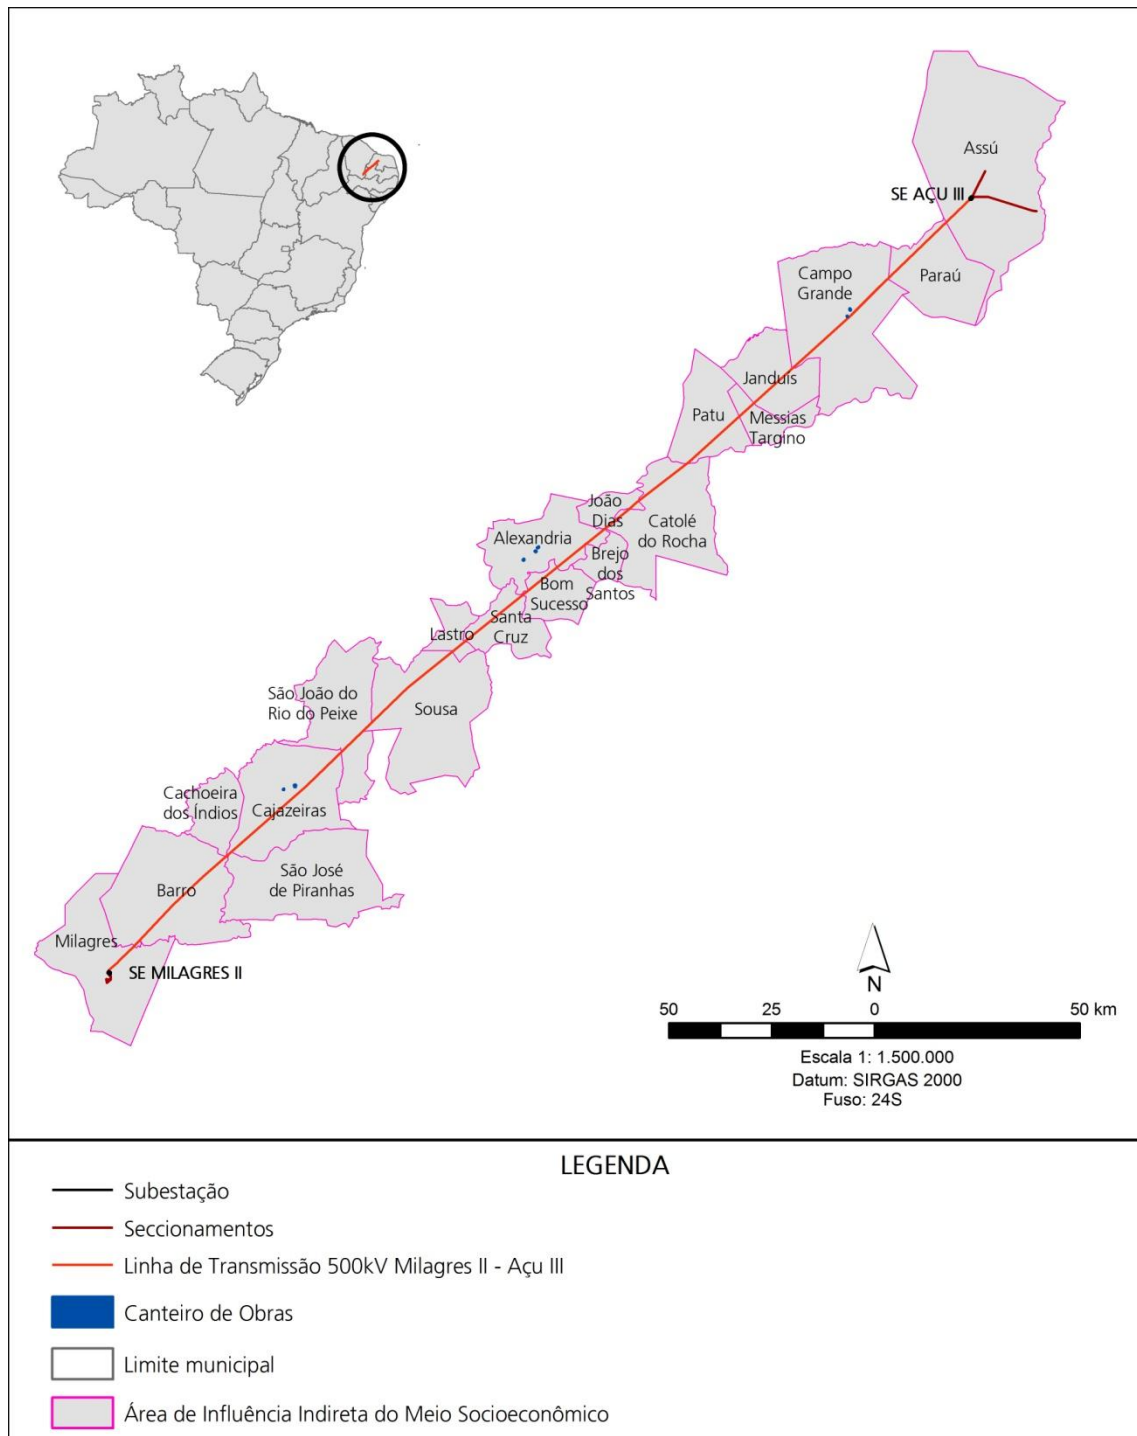 Assú
SE AÇU III
Campo
Grande
Paraú
Janduis
Patu
Messias
Targino
João
Dias
Catolé
do Rocha
Alexandria
Brejo
dos
Santos
Bom
Sucesso
Santa
Cruz
Lastro
São João do
Rio do Peixe
Sousa
Cachoeira
dos Índios
Cajazeiras
São José
de Piranhas
Barro
Milagres
SE MILAGRES II
N
50 25 0 50 km
Escala 1: 1.500.000
Datum: SIRGAS 2000
Fuso: 24S
LEGENDA
Subestação
Seccionamentos
Linha de Transmissão 500kV Milagres II - Açu III
Canteiro de Obras
Limite municipal
Área de Influência Indireta do Meio Socioeconômico